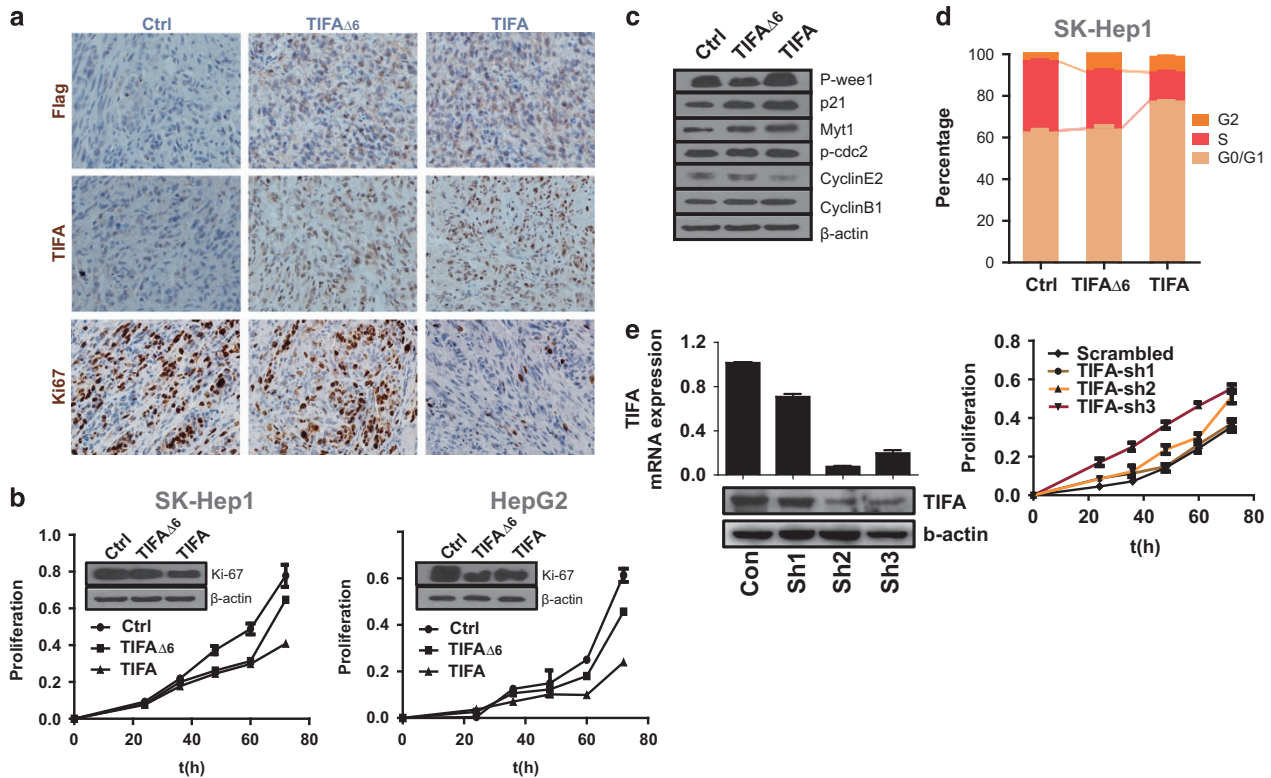 a
Ctrl TIFAΔ6 TIFA
Flag
TIFA
Ki67
b
SK-Hep1
Proliferation
1.0
0.8
0.6
0.4
0.2
0.0
Ctrl TIFAΔ6 TIFA
Ki-67
β-actin
Ctrl
TIFAΔ6
TIFA
0 20 40 60 80
t(h)
HepG2
Proliferation
0.6
0.4
0.2
0.0
Ctrl TIFAΔ6 TIFA
Ki-67
β-actin
Ctrl
TIFAΔ6
TIFA
0 20 40 60 80
t(h)
c
Ctrl TIFAΔ6 TIFA
P-wee1
p21
Myt1
p-cdc2
CyclinE2
CyclinB1
β-actin
d
SK-Hep1
Percentage
100
80
60
40
20
0
Ctrl TIFAΔ6 TIFA
G2
S
G0/G1
e
TIFA
mRNA expression
1.2
0.8
0.4
0.0
TIFA
b-actin
Con Sh1 Sh2 Sh3
Proliferation
0.8
0.6
0.4
0.2
0.0
Scrambled
TIFA-sh1
TIFA-sh2
TIFA-sh3
0 20 40 60 80
t(h)